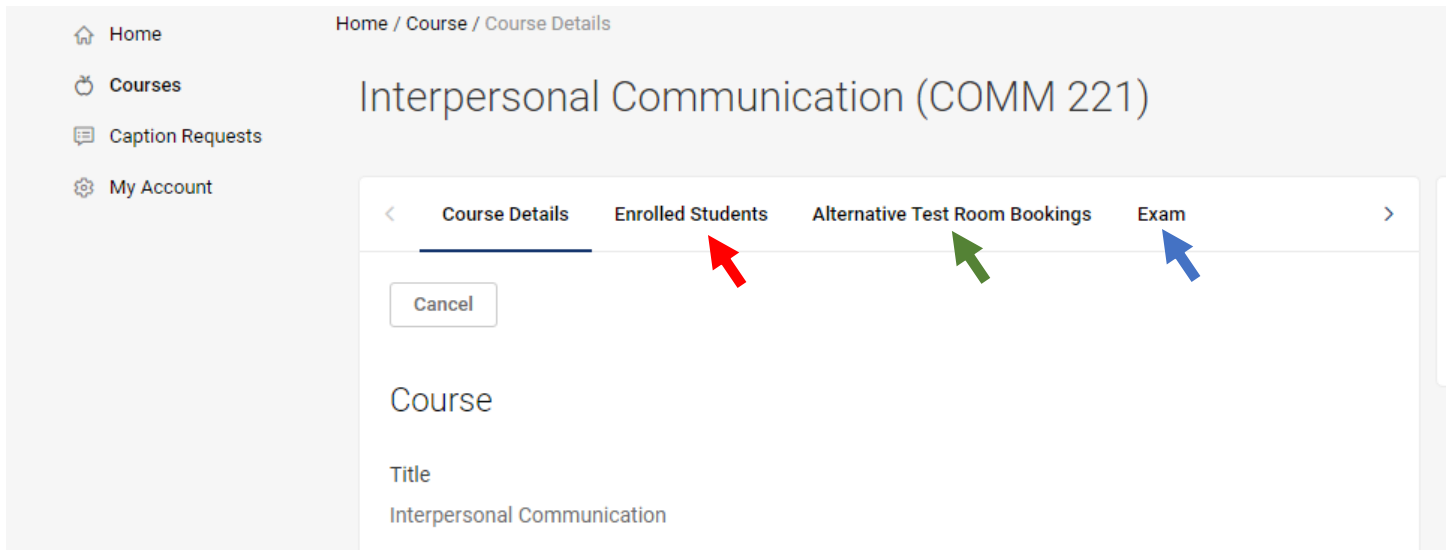 Home
Courses
Caption Requests
My Account
Home / Course / Course Details
Interpersonal Communication (COMM 221)
Course Details Enrolled Students Alternative Test Room Bookings Exam
Cancel
Course
Title
Interpersonal Communication